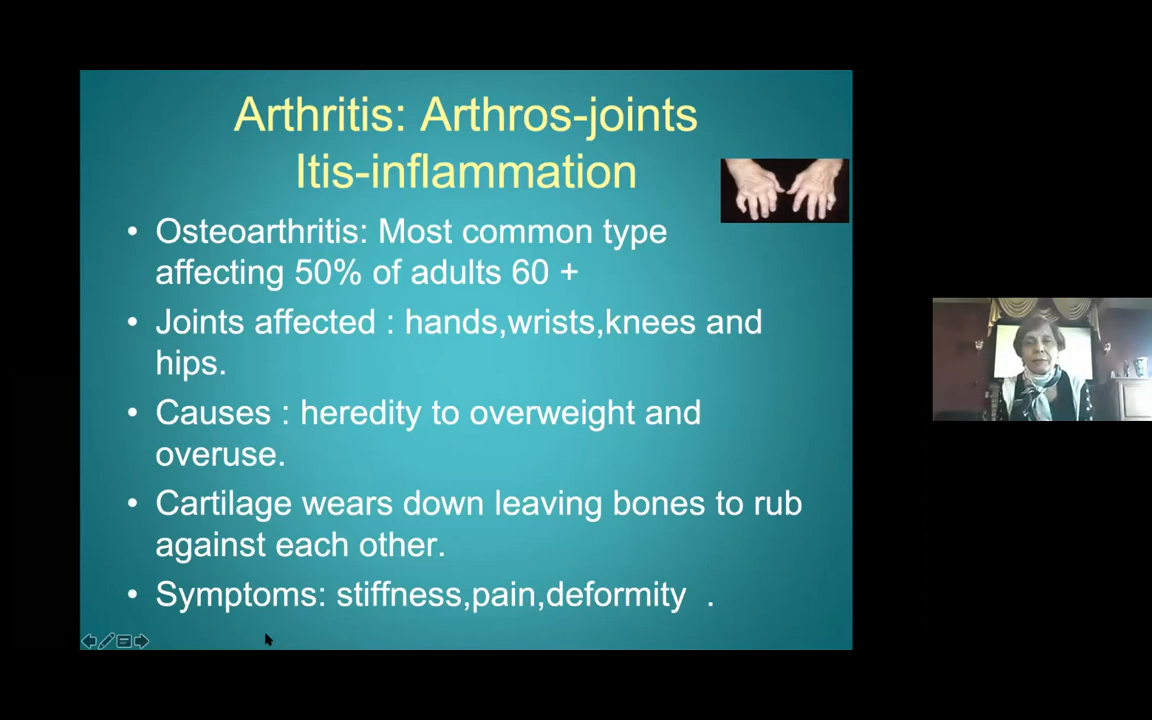 Arthritis: Arthros-joints
Itis-inflammation
• Osteoarthritis: Most common type
affecting 50% of adults 60 +
• Joints affected : hands,wrists,knees and
hips.
• Causes : heredity to overweight and
overuse.
• Cartilage wears down leaving bones to rub
against each other.
• Symptoms: stiffness,pain,deformity  .